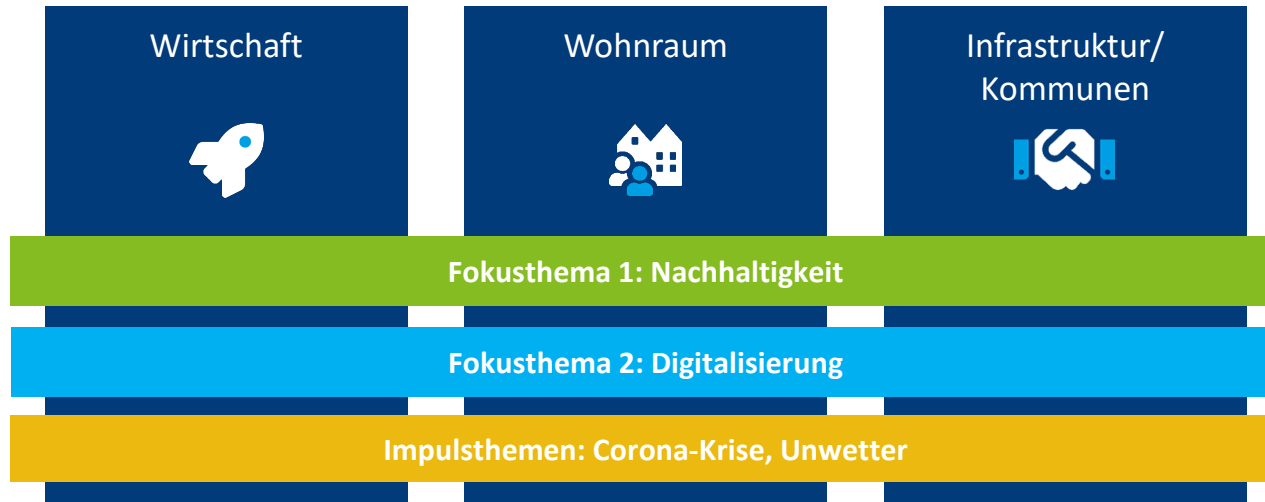 Wirtschaft
Wohnraum
Infrastruktur/
Kommunen
Fokusthema 1: Nachhaltigkeit
Fokusthema 2: Digitalisierung
Impulsthemen: Corona-Krise, Unwetter